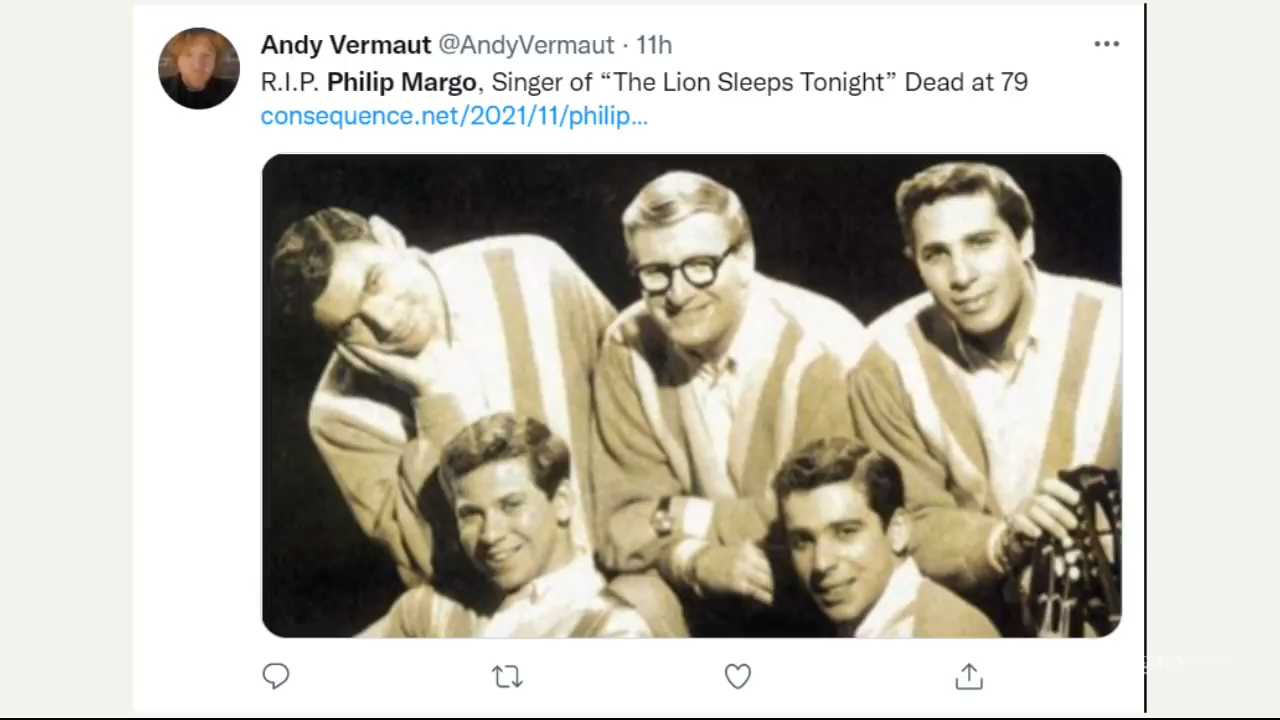 Andy Vermaut @AndyVermaut · 11h
R.I.P. Philip Margo, Singer of “The Lion Sleeps Tonight” Dead at 79
consequence.net/2021/11/philip...